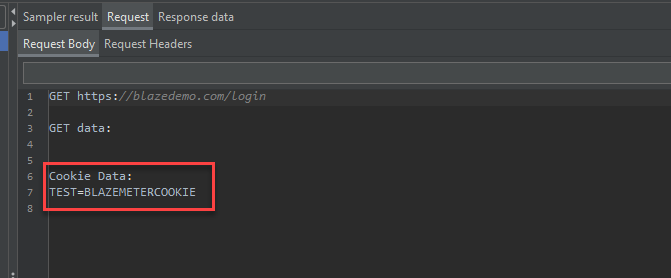 Sampler result Request Response data
Request Body Request Headers
1 GET https://blazedemo.com/login
2
3 GET data:
4
5
6 Cookie Data:
7 TEST=BLAZEMETERCOOKIE
8